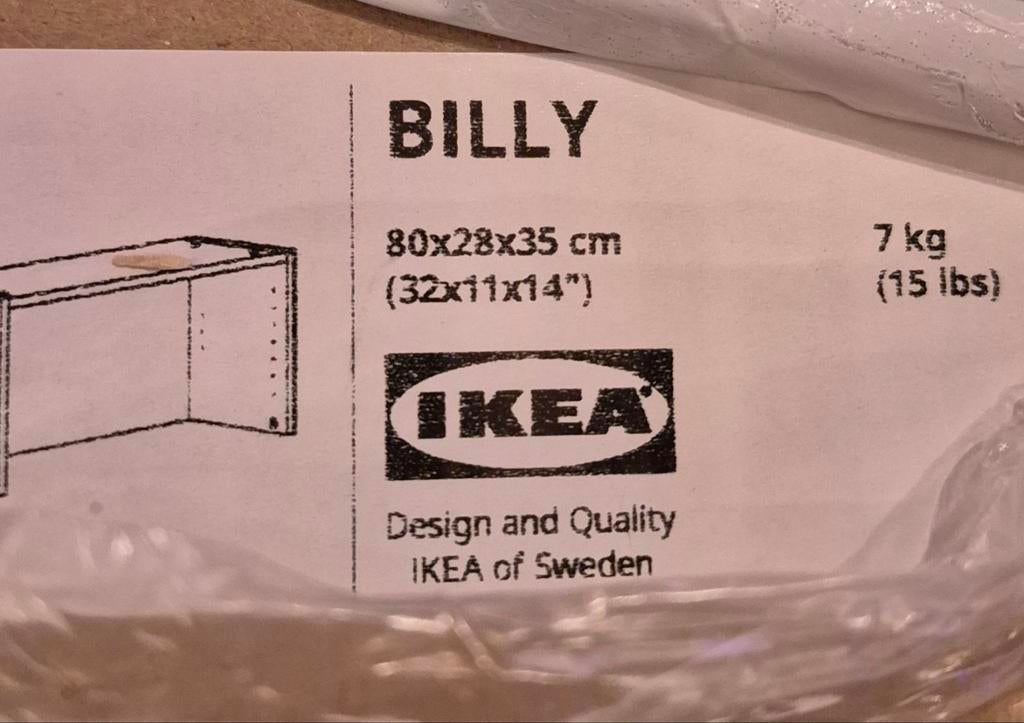 BILLY
80x28x35 cm
(32x11x14")
7 kg
(15 lbs)
IKEA
Design and Quality
IKEA of Sweden